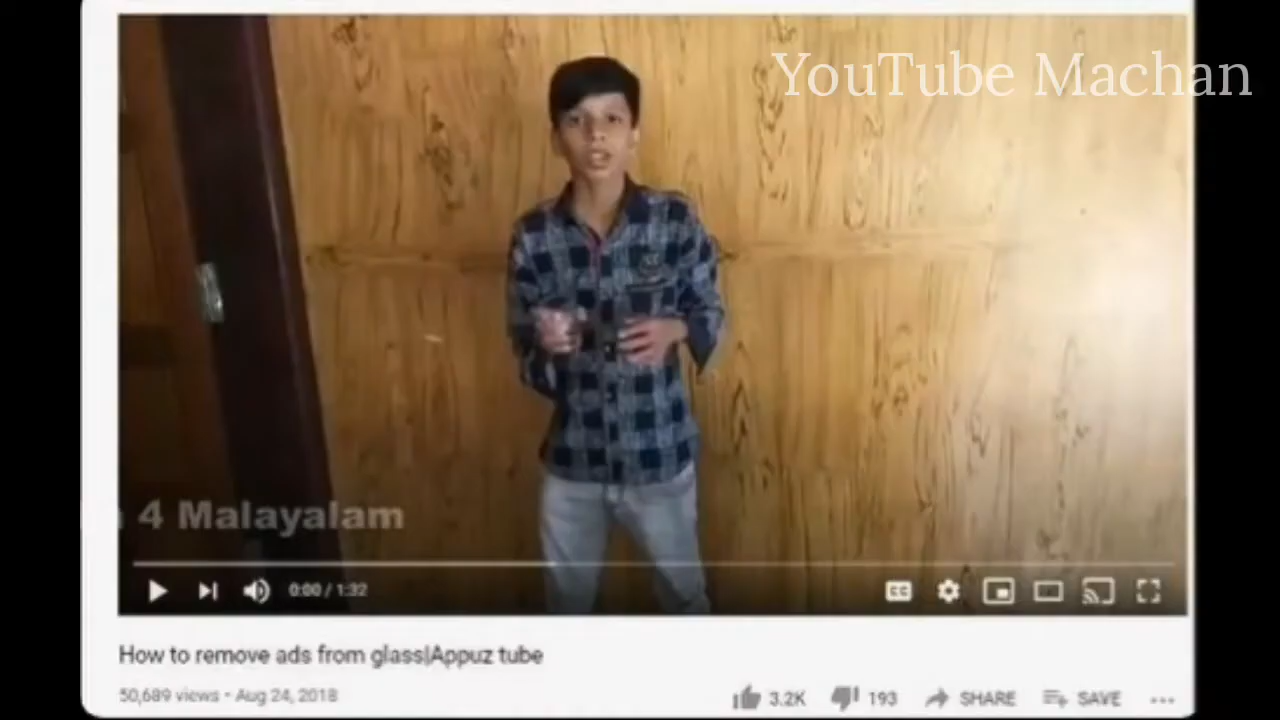 YouTube Machan
4 Malayalam
0:00 / 1:32
CC
How to remove ads from glass|Appuz tube
50,689 views • Aug 24, 2018
3.2K 193 SHARE SAVE